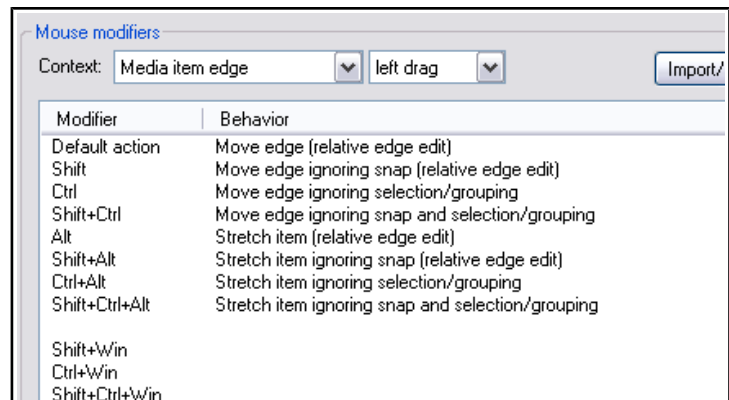 Mouse modifiers
Context: Media item edge left drag Import/
Modifier Behavior
Default action Move edge (relative edge edit)
Shift Move edge ignoring snap (relative edge edit)
Ctrl Move edge ignoring selection/grouping
Shift+Ctrl Move edge ignoring snap and selection/grouping
Alt Stretch item (relative edge edit)
Shift+Alt Stretch item ignoring snap (relative edge edit)
Ctrl+Alt Stretch item ignoring selection/grouping
Shift+Ctrl+Alt Stretch item ignoring snap and selection/grouping
Shift+Win
Ctrl+Win
Shift+Ctrl+Win